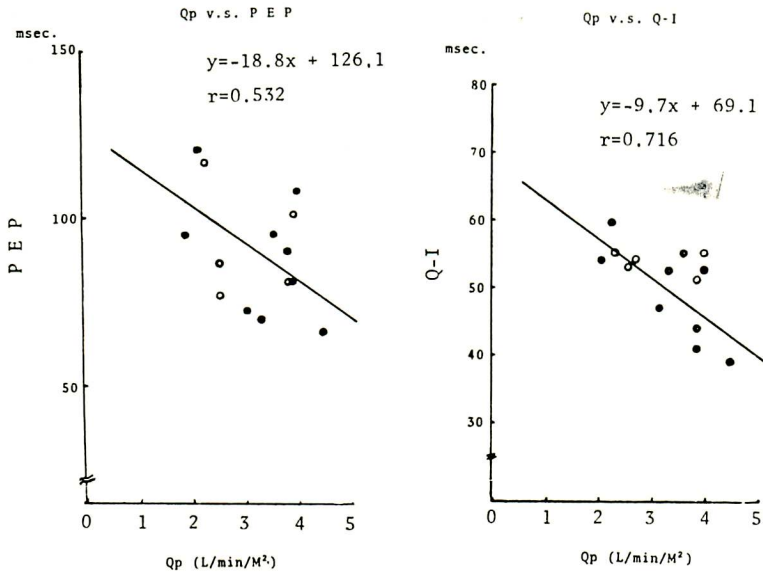 Qp v.s. P E P
msec.
y=-18.8x + 126.1
r=0.532
150
100
50
P E P
0 1 2 3 4 5
Qp (L/min/M²)
Qp v.s. Q-I
msec.
y=-9.7x + 69.1
r=0.716
80
70
60
50
40
30
Q-I
0 1 2 3 4 5
Qp (L/min/M²)